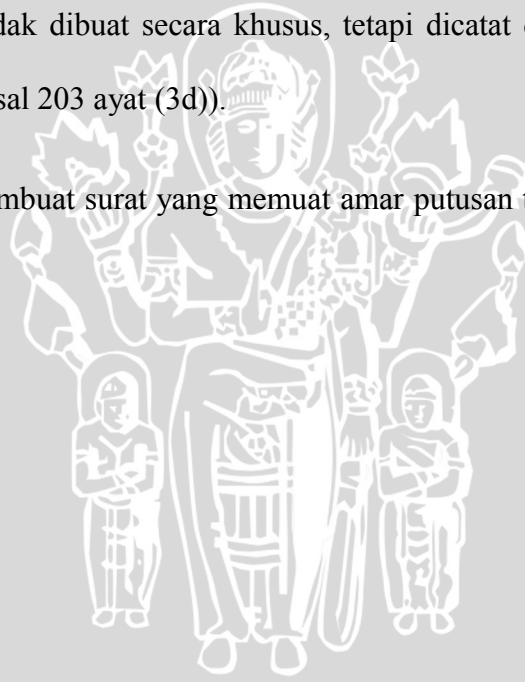 dak dibuat secara khusus, tetapi dicatat
sal 203 ayat (3d)).
mbuat surat yang memuat amar putusan